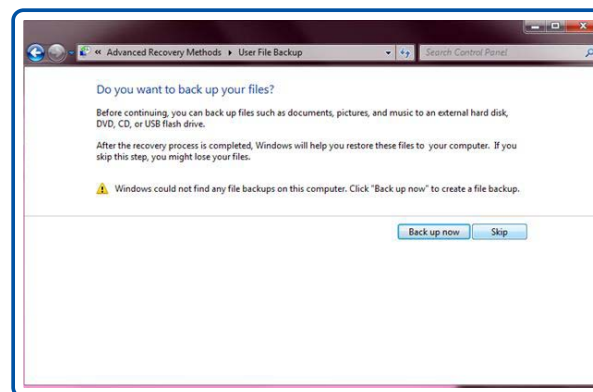 « Advanced Recovery Methods ▸ User File Backup
Search Control Panel
Do you want to back up your files?
Before continuing, you can back up files such as documents, pictures, and music to an external hard disk,
DVD, CD, or USB flash drive.
After the recovery process is completed, Windows will help you restore these files to your computer. If you
skip this step, you might lose your files.
Windows could not find any file backups on this computer. Click "Back up now" to create a file backup.
Back up now
Skip